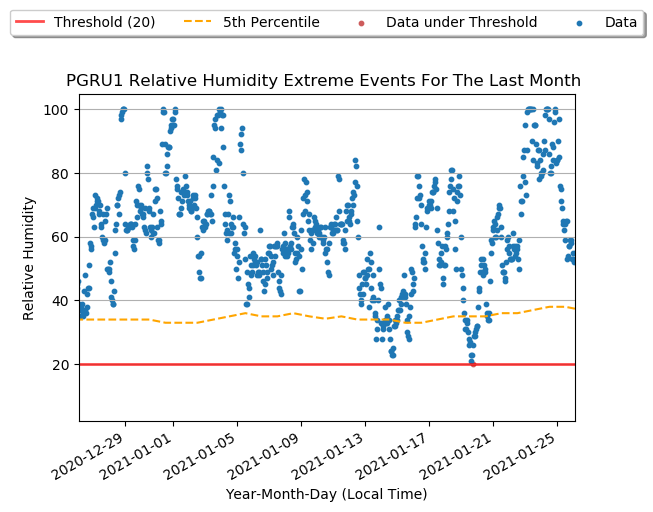 Threshold (20) 5th Percentile Data under Threshold Data
PGRU1 Relative Humidity Extreme Events For The Last Month
100
80
60
40
20
Relative Humidity
2020-12-29 2021-01-01 2021-01-05 2021-01-09 2021-01-13 2021-01-17 2021-01-21 2021-01-25
Year-Month-Day (Local Time)